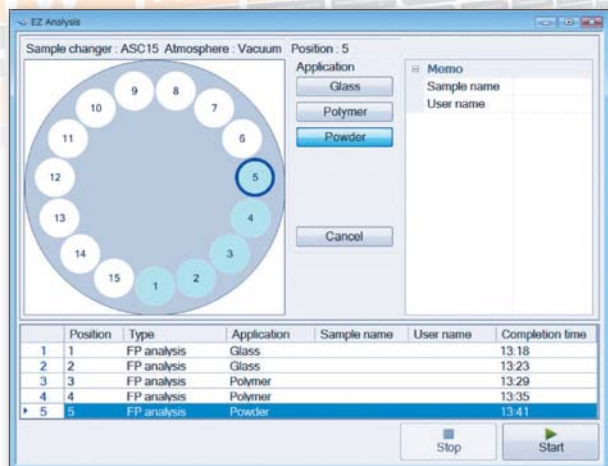 EZ Analysis
Sample changer : ASC15 Atmosphere : Vacuum Position : 5
Application
Memo
Glass
Sample name
User name
Polymer
Powder
Cancel
9 8
10 7
11 6
12 5
13 4
14 3
15 1 2
Position Type Application Sample name User name Completion time
1 1 FP analysis Glass 13:18
2 2 FP analysis Glass 13:23
3 3 FP analysis Polymer 13:29
4 4 FP analysis Polymer 13:35
5 5 FP analysis Powder 13:41
Stop Start